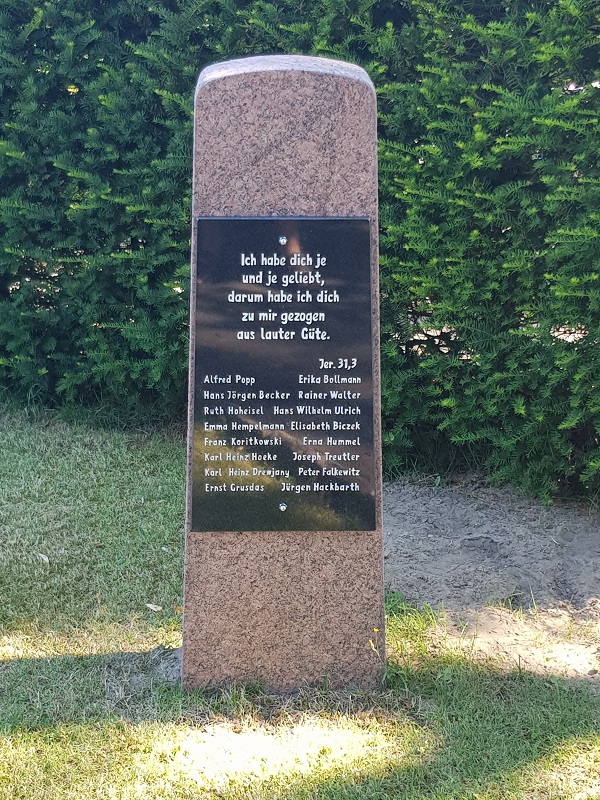 Ich habe dich je
und je geliebt,
darum habe ich dich
zu mir gezogen
aus lauter Güte.
Jer. 31,3
Alfred Popp Erika Bollmann
Hans Jörgen Becker Rainer Walter
Ruth Hoheisel Hans Wilhelm Ulrich
Emma Hempelmann Elisabeth Biczek
Franz Koritkowski Erna Hummel
Karl Heinz Hoeke Joseph Treutler
Karl Heinz Drewjany Peter Falkewitz
Ernst Grusdas Jürgen Hackbarth